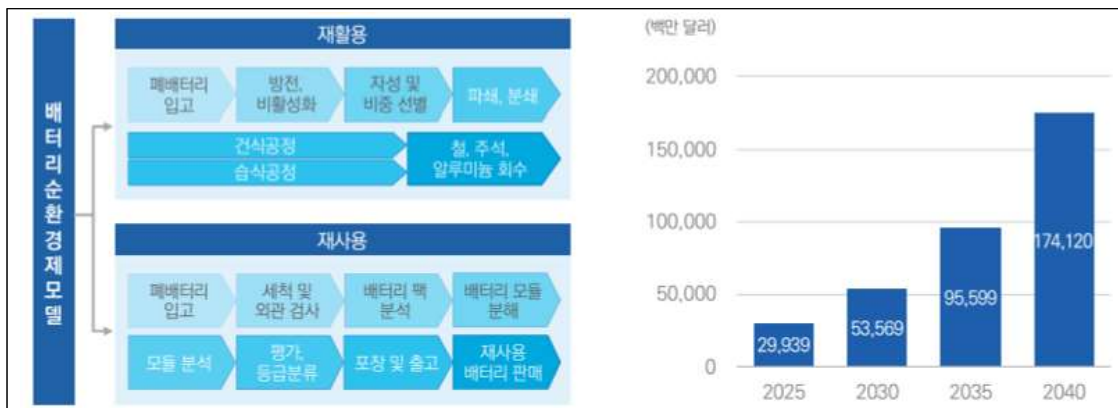 배터리순환경제모델
재활용
폐배터리
입고
방전,
비활성화
자성 및
비중 선별
파쇄, 분쇄
건식공정
습식공정
철, 주석,
알루미늄 회수
재사용
폐배터리
입고
세척 및
외관 검사
배터리 팩
분석
배터리 모듈
분해
모듈 분석
평가,
등급분류
포장 및 출고
재사용
배터리 판매
(백만 달러)
200,000
150,000
100,000
50,000
0
29,939
53,569
95,599
174,120
2025
2030
2035
2040